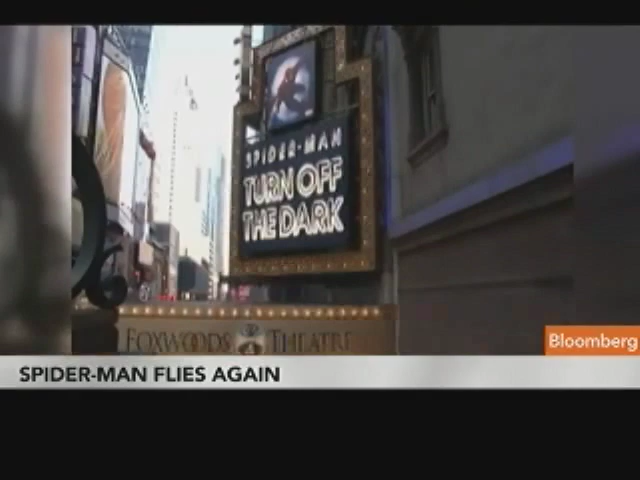 SPIDER-MAN
TURN OFF
THE DARK
FOXWOODS THEATRE
Bloomberg
SPIDER-MAN FLIES AGAIN